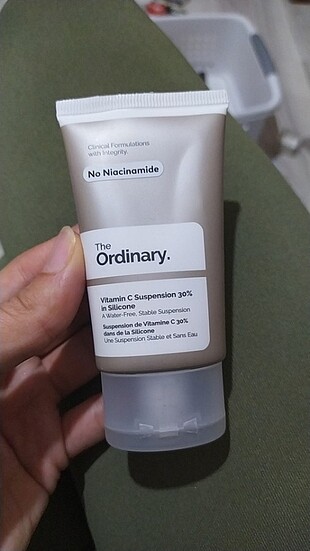 Clinical Formulations
with Integrity.
No Niacinamide
The
Ordinary.
Vitamin C Suspension 30%
in Silicone
A Water-Free, Stable Suspension
Suspension de Vitamine C 30%
dans de la Silicone
Une Suspension Stable et Sans Eau